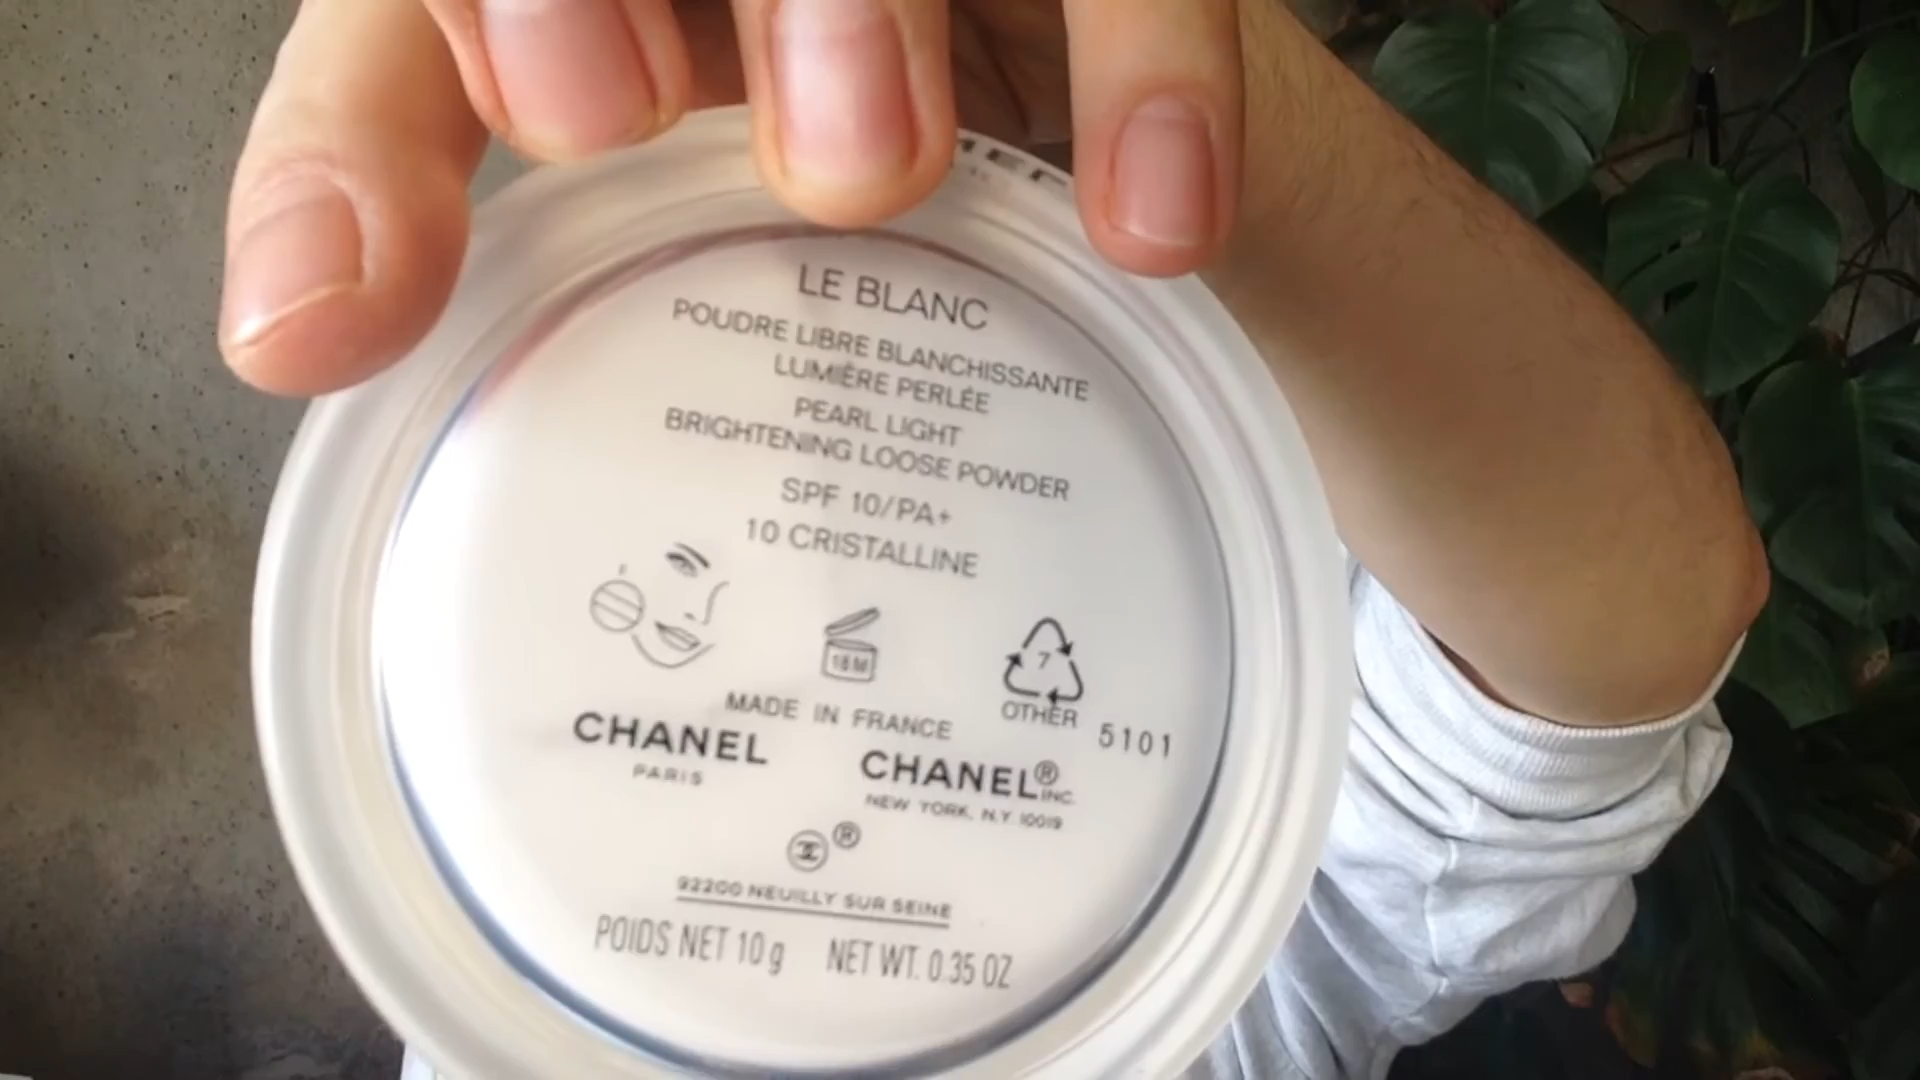 LE BLANC
POUDRE LIBRE BLANCHISSANTE
LUMIÈRE PERLÉE
PEARL LIGHT
BRIGHTENING LOOSE POWDER
SPF 10/PA+
10 CRISTALLINE
18M
7
OTHER
5101
MADE IN FRANCE
CHANEL
PARIS
CHANEL® INC.
NEW YORK, N.Y. 10019
®
92200 NEUILLY SUR SEINE
POIDS NET 10 g NET WT. 0.35 OZ